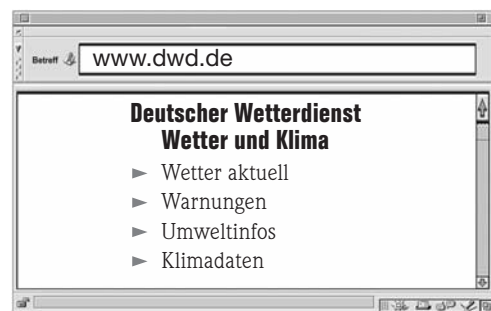 Betreff
www.dwd.de
Deutscher Wetterdienst
Wetter und Klima
► Wetter aktuell
► Warnungen
► Umweltinfos
► Klimadaten